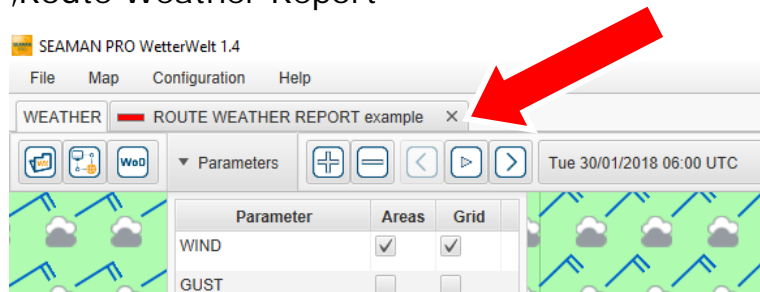 ‚Route Weather Report
SEAMAN PRO WetterWelt 1.4
File Map Configuration Help
WEATHER ROUTE WEATHER REPORT example ×
WX WoD ▼ Parameters Tue 30/01/2018 06:00 UTC
Parameter Areas Grid
WIND
GUST